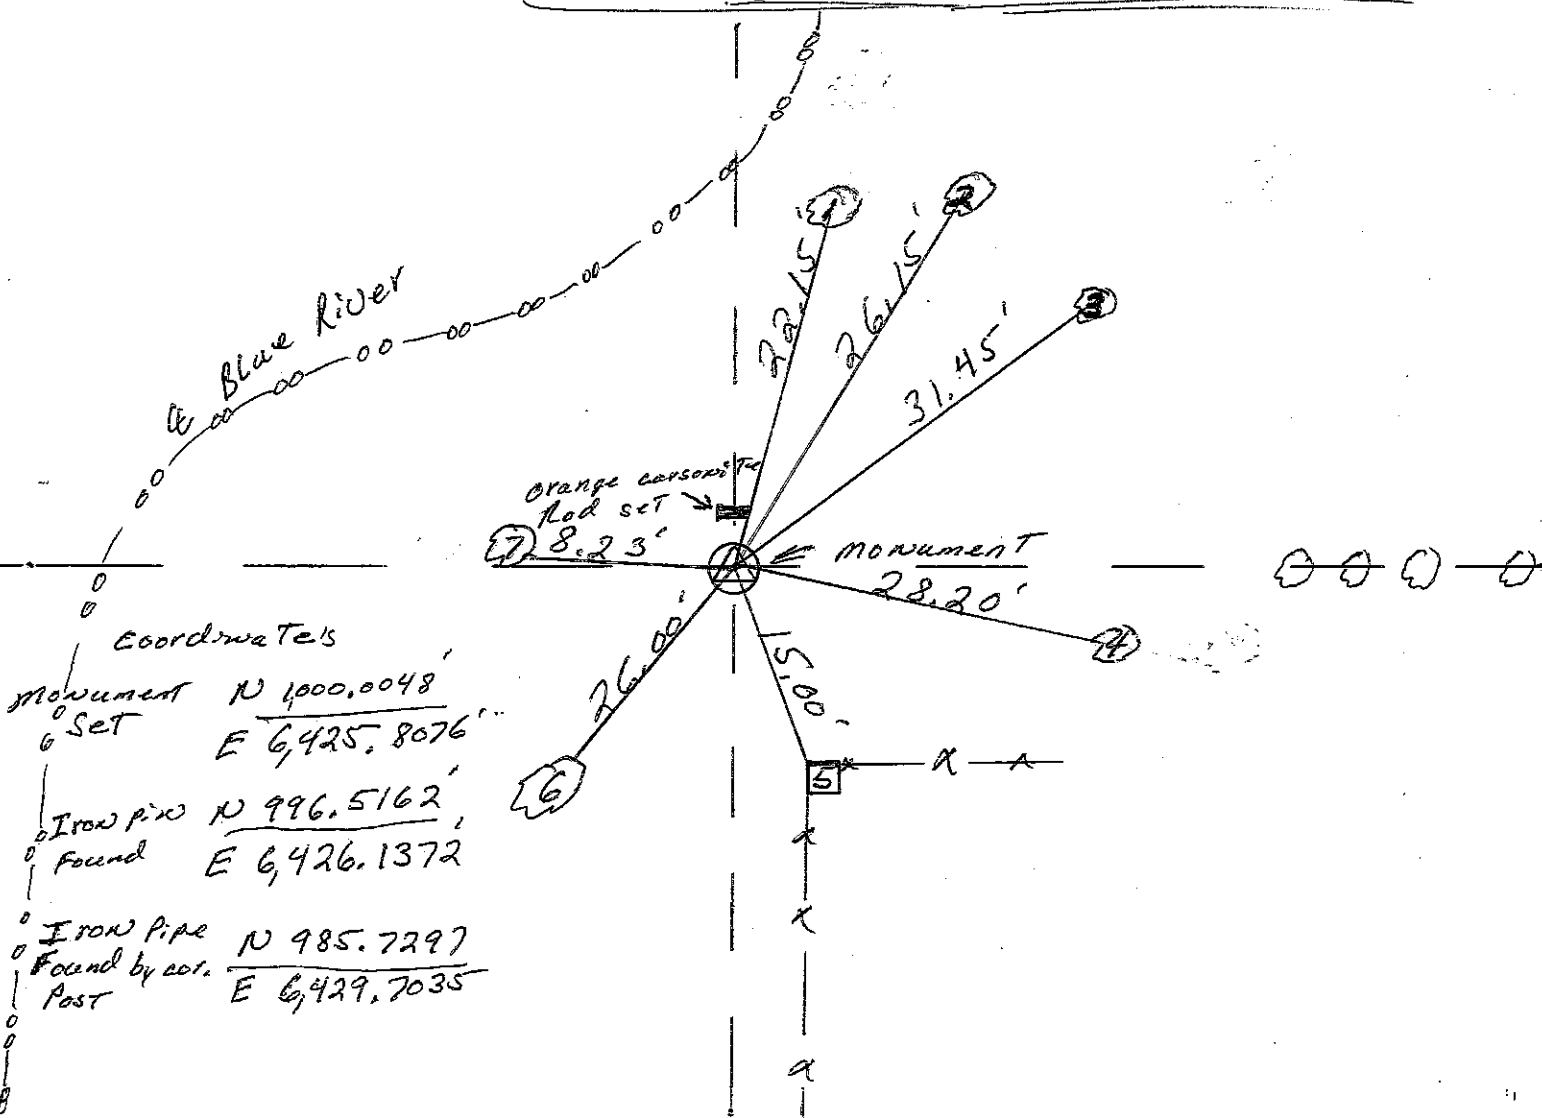 ℄ Blue River
1
2
3
22.15'
26.15'
31.45'
orange carsonite
Rod set
7
8.23'
monument
28.20'
4
26.00'
15.00'
6
5
Coordinate's
monument
Set
N 1,000.0048'
E 6,425.8076'
Iron pin
Found
N 996.5162'
E 6,426.1372'
Iron Pipe
Found by cor.
Post
N 985.7297
E 6,429.7035